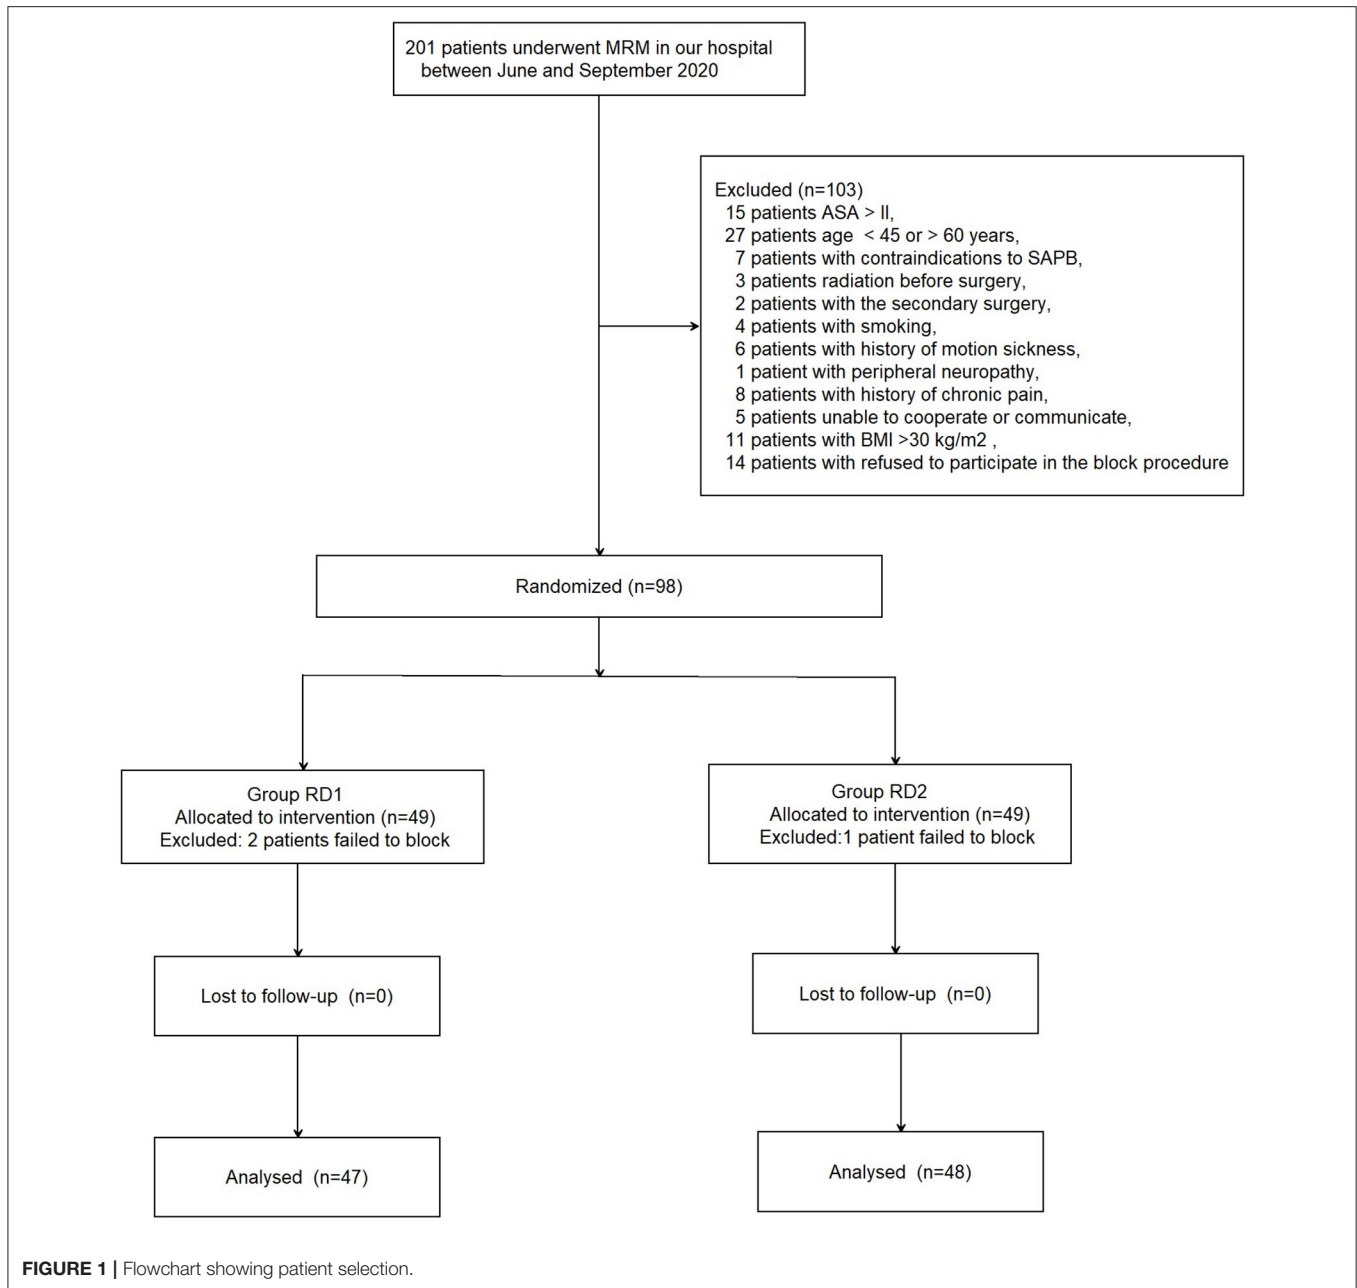 201 patients underwent MRM in our hospital
between June and September 2020
Excluded (n=103)
15 patients ASA > II,
27 patients age < 45 or > 60 years,
7 patients with contraindications to SAPB,
3 patients radiation before surgery,
2 patients with the secondary surgery,
4 patients with smoking,
6 patients with history of motion sickness,
1 patient with peripheral neuropathy,
8 patients with history of chronic pain,
5 patients unable to cooperate or communicate,
11 patients with BMI >30 kg/m2 ,
14 patients with refused to participate in the block procedure
Randomized (n=98)
Group RD1
Allocated to intervention (n=49)
Excluded: 2 patients failed to block
Group RD2
Allocated to intervention (n=49)
Excluded:1 patient failed to block
Lost to follow-up (n=0)
Lost to follow-up (n=0)
Analysed (n=47)
Analysed (n=48)
FIGURE 1 | Flowchart showing patient selection.